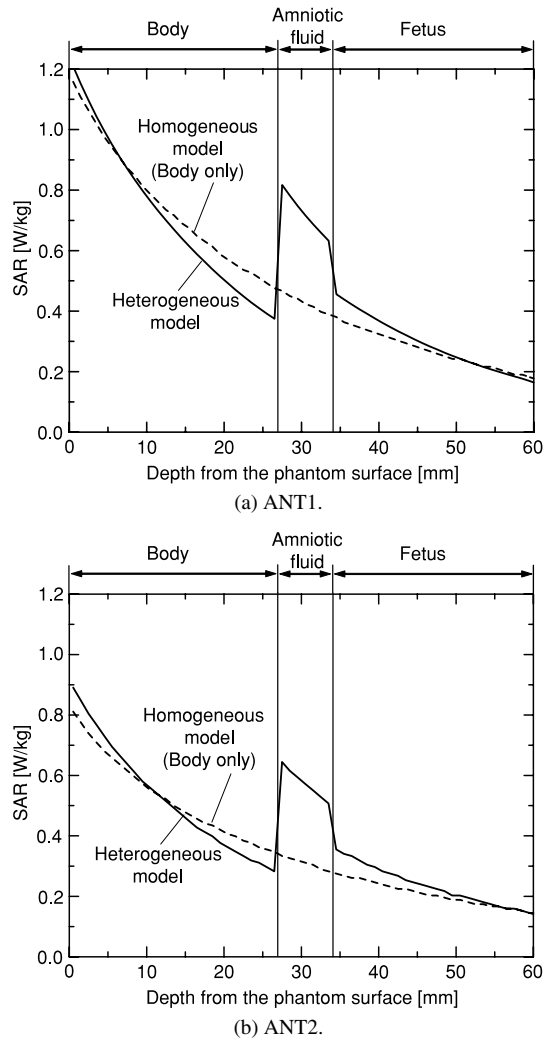 Body
Amniotic
fluid
Fetus
1.2
1.0
0.8
0.6
0.4
0.2
0.0
SAR [W/kg]
Homogeneous
model
(Body only)
Heterogeneous
model
0 10 20 30 40 50 60
Depth from the phantom surface [mm]
(a) ANT1.
Body
Amniotic
fluid
Fetus
1.2
1.0
0.8
0.6
0.4
0.2
0.0
SAR [W/kg]
Homogeneous
model
(Body only)
Heterogeneous
model
0 10 20 30 40 50 60
Depth from the phantom surface [mm]
(b) ANT2.